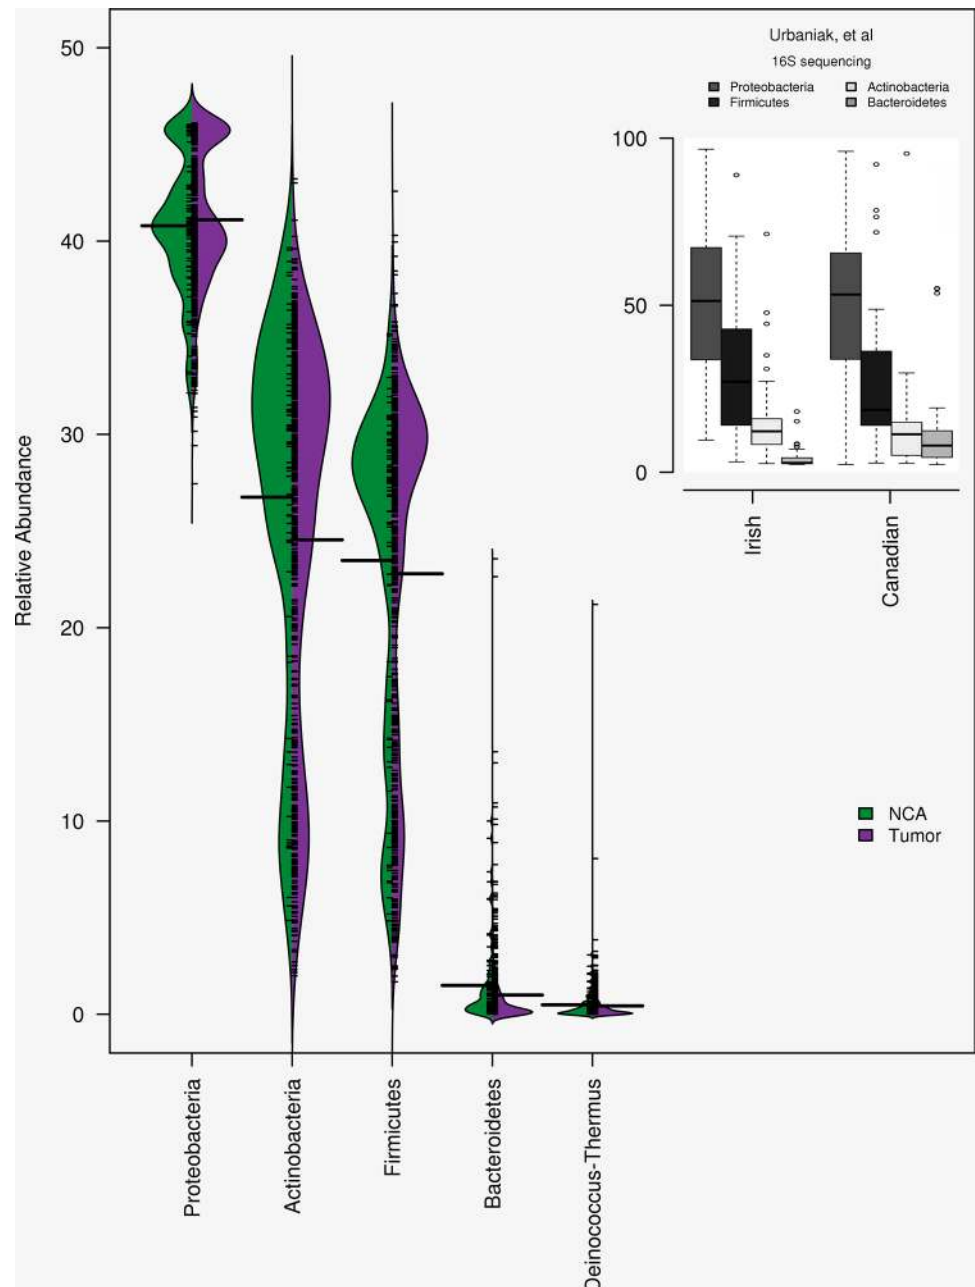 Urbaniak, et al
16S sequencing
Proteobacteria
Actinobacteria
Firmicutes
Bacteroidetes
100
50
0
Irish
Canadian
Relative Abundance
50
40
30
20
10
0
NCA
Tumor
Proteobacteria
Actinobacteria
Firmicutes
Bacteroidetes
Deinococcus-Thermus